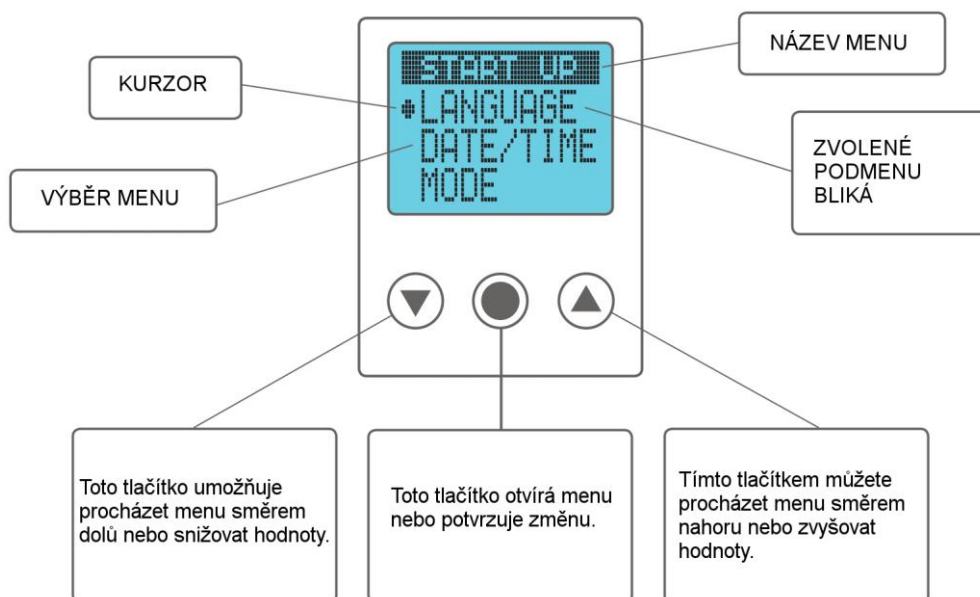 NÁZEV MENU
KURZOR
START UP
LANGUAGE
DATE/TIME
MODE
ZVOLENÉ
PODMENU
BLIKÁ
VÝBĚR MENU
Toto tlačítko umožňuje
procházet menu směrem
dolů nebo snižovat hodnoty.
Toto tlačítko otvírá menu
nebo potvrzuje změnu.
Tímto tlačítkem můžete
procházet menu směrem
nahoru nebo zvyšovat
hodnoty.